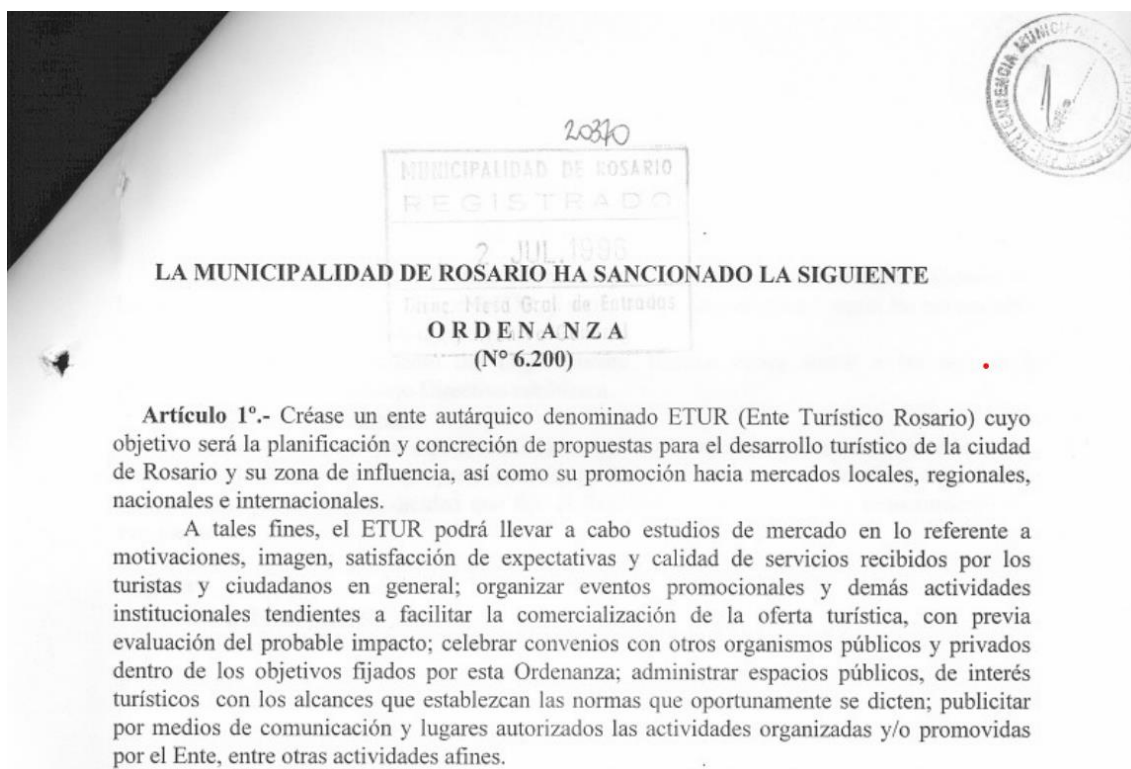 20370
MUNICIPALIDAD DE ROSARIO
REGISTRADO
2 JUL. 1996
LA MUNICIPALIDAD DE ROSARIO HA SANCIONADO LA SIGUIENTE
Mesa Gral de Entradas
O R D E N A N Z A
(Nº 6.200)
Artículo 1º.- Créase un ente autárquico denominado ETUR (Ente Turístico Rosario) cuyo
objetivo será la planificación y concreción de propuestas para el desarrollo turístico de la ciudad
de Rosario y su zona de influencia, así como su promoción hacia mercados locales, regionales,
nacionales e internacionales.
A tales fines, el ETUR podrá llevar a cabo estudios de mercado en lo referente a
motivaciones, imagen, satisfacción de expectativas y calidad de servicios recibidos por los
turistas y ciudadanos en general; organizar eventos promocionales y demás actividades
institucionales tendientes a facilitar la comercialización de la oferta turística, con previa
evaluación del probable impacto; celebrar convenios con otros organismos públicos y privados
dentro de los objetivos fijados por esta Ordenanza; administrar espacios públicos, de interés
turísticos con los alcances que establezcan las normas que oportunamente se dicten; publicitar
por medios de comunicación y lugares autorizados las actividades organizadas y/o promovidas
por el Ente, entre otras actividades afines.